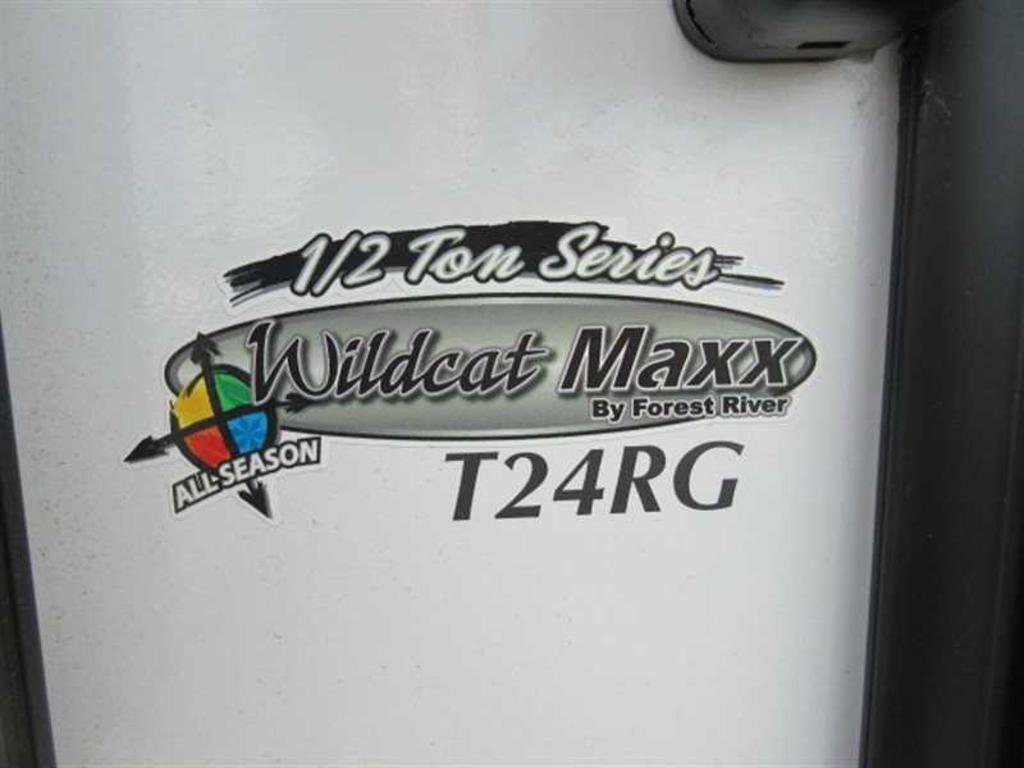 1/2 Ton Series
Wildcat Maxx
By Forest River
ALL-SEASON
T24RG